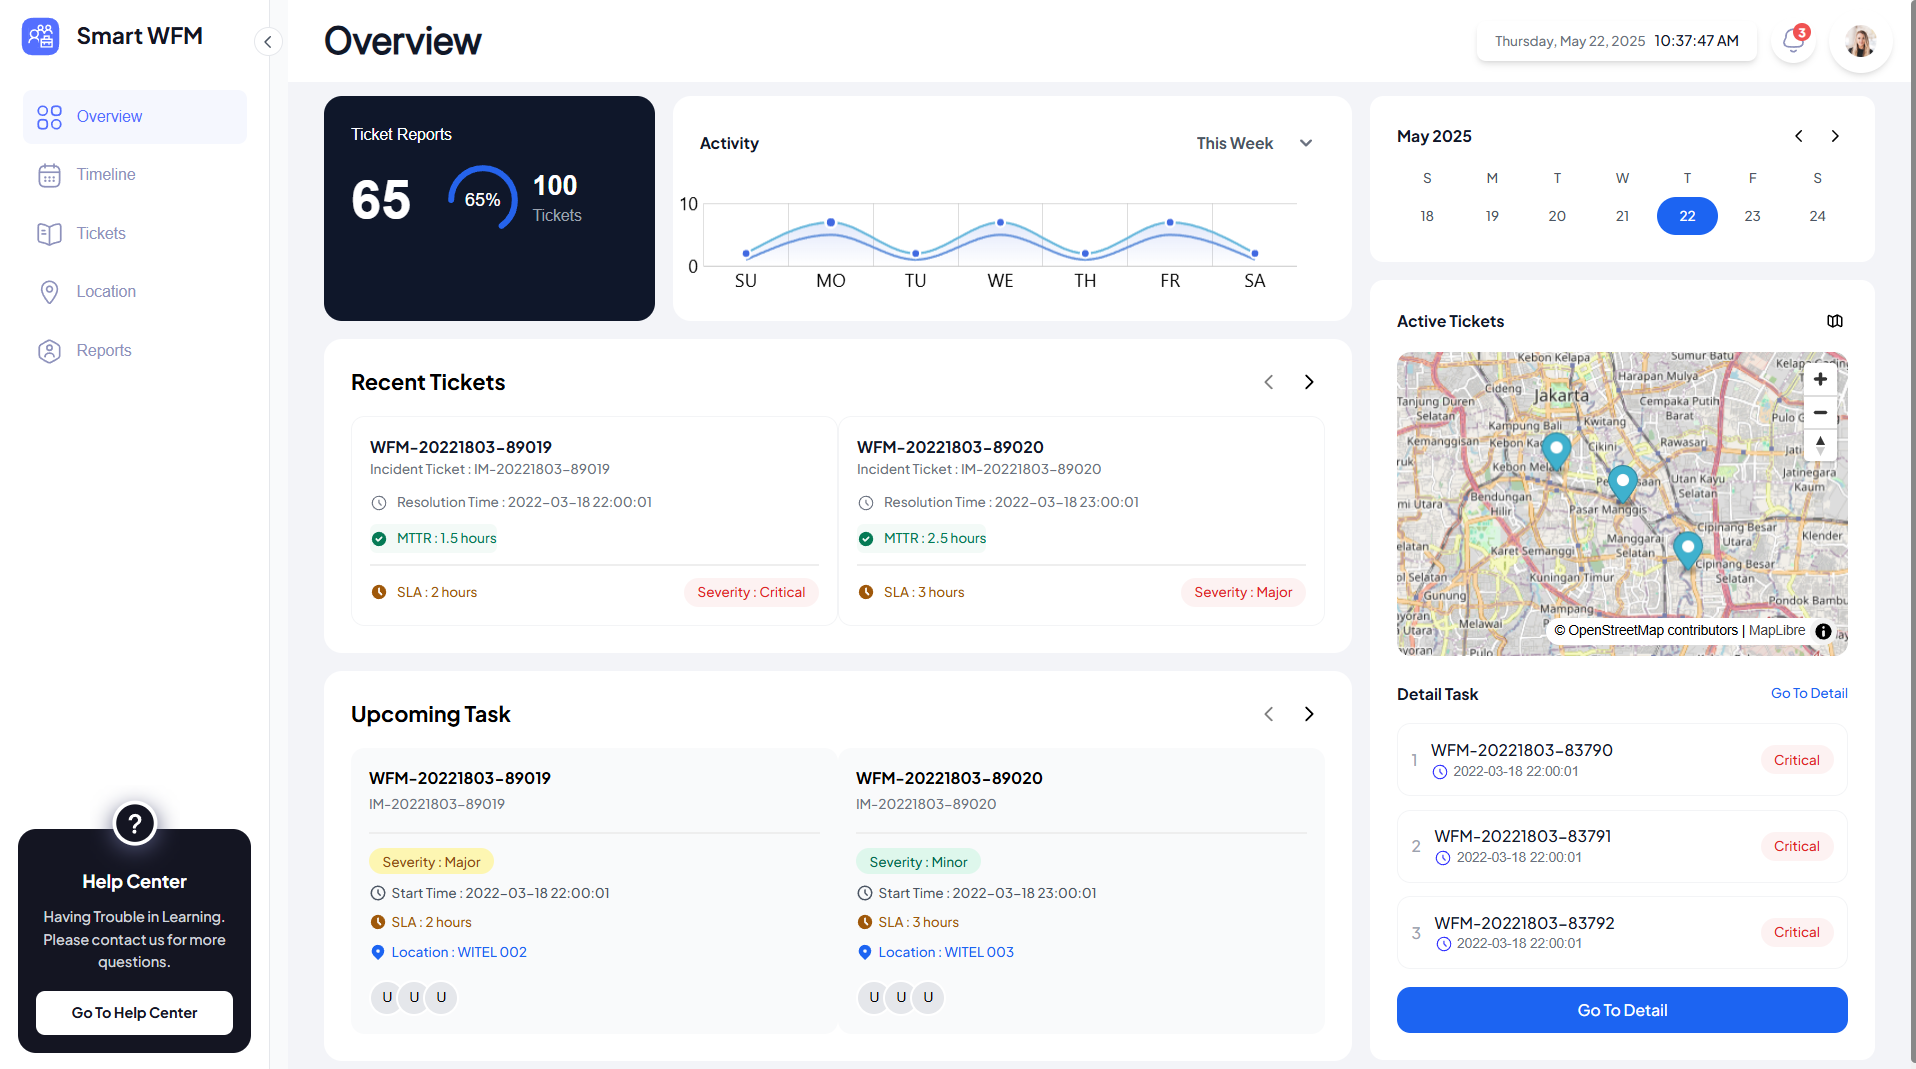 Smart WFM
Overview
Timeline
Tickets
Location
Reports
?
Help Center
Having Trouble in Learning.
Please contact us for more
questions.
Go To Help Center
Overview
Thursday, May 22, 2025 10:37:47 AM
3
Ticket Reports
65
65%
100
Tickets
Activity
This Week
10
0
SU MO TU WE TH FR SA
Recent Tickets
WFM-20221803-89019
Incident Ticket : IM-20221803-89019
Resolution Time : 2022-03-18 22:00:01
MTTR : 1.5 hours
SLA : 2 hours
Severity : Critical
WFM-20221803-89020
Incident Ticket : IM-20221803-89020
Resolution Time : 2022-03-18 23:00:01
MTTR : 2.5 hours
SLA : 3 hours
Severity : Major
Upcoming Task
WFM-20221803-89019
IM-20221803-89019
Severity : Major
Start Time : 2022-03-18 22:00:01
SLA : 2 hours
Location : WITEL 002
U U U
WFM-20221803-89020
IM-20221803-89020
Severity : Minor
Start Time : 2022-03-18 23:00:01
SLA : 3 hours
Location : WITEL 003
U U U
May 2025
S M T W T F S
18 19 20 21 22 23 24
Active Tickets
Kebon Kelapa
Sumur Batu
Cideng
Harapan Mulya
Jakarta
Tanjung Duren
Selatan
Cempaka Putih
Barat
Kampung Bali
Kwitang
Kemanggisan
Cikini
Rawasari
Jatinegara
Kaum
Bendungan
Hilir
Utan Kayu
Selatan
Pasar Manggis
Cipinang Besar
Utara
Manggarai
Selatan
Klender
Karet Semanggi
Cipinang Besar
Selatan
Kuningan Timur
Gunung
Mampang
Melawai
Pondok Bambu
© OpenStreetMap contributors | MapLibre
Detail Task
Go To Detail
1
WFM-20221803-83790
2022-03-18 22:00:01
Critical
2
WFM-20221803-83791
2022-03-18 22:00:01
Critical
3
WFM-20221803-83792
2022-03-18 22:00:01
Critical
Go To Detail